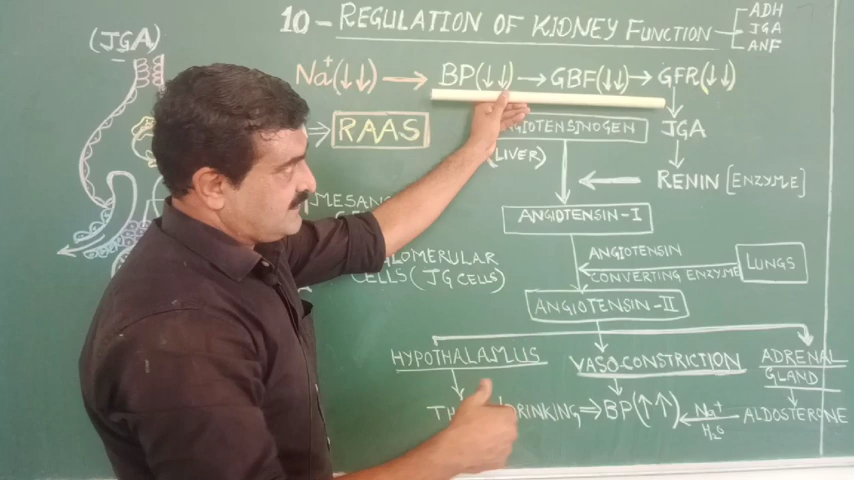 10 - REGULATION OF KIDNEY FUNCTION
ADH
JGA
ANF
(JGA)
Na+(↓↓) → BP(↓↓) → GBF(↓↓) → GFR(↓↓)
⇒ RAAS
JGA
(LIVER)
RENIN [ENZYME]
ANGIOTENSIN-I
ANGIOTENSIN
CONVERTING ENZYME
LUNGS
CELLS (JG CELLS)
ANGIOTENSIN-II
HYPOTHALAMUS
VASO-CONSTRICTION
ADRENAL
GLAND
DRINKING ⇒ BP(↑↑) ← Na+ H2O ALDOSTERONE